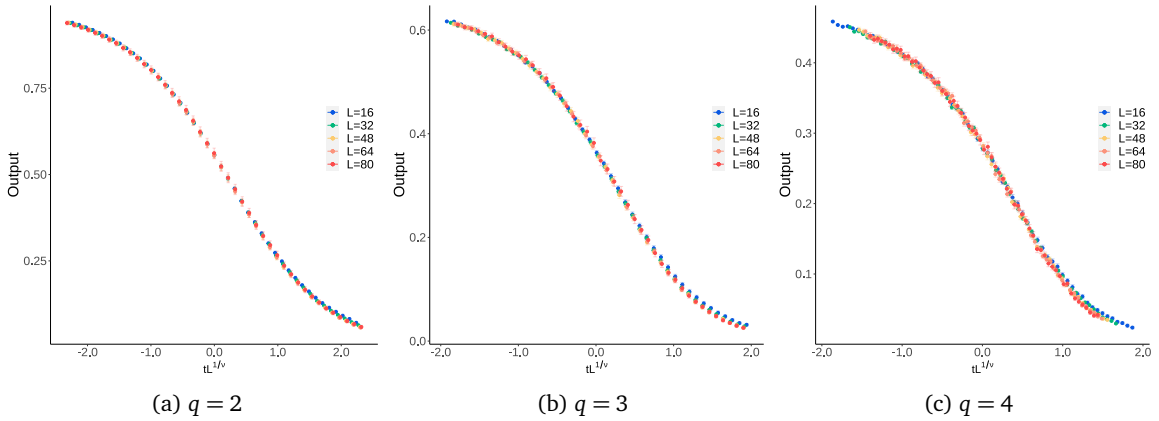 Output
0.75
0.50
0.25
-2.0
-1.0
0.0
1.0
2.0
tL^{1/ν}
L=16
L=32
L=48
L=64
L=80
(a) q = 2
Output
0.6
0.4
0.2
0.0
-2.0
-1.0
0.0
1.0
2.0
tL^{1/ν}
L=16
L=32
L=48
L=64
L=80
(b) q = 3
Output
0.4
0.3
0.2
0.1
-2.0
-1.0
0.0
1.0
2.0
tL^{1/ν}
L=16
L=32
L=48
L=64
L=80
(c) q = 4